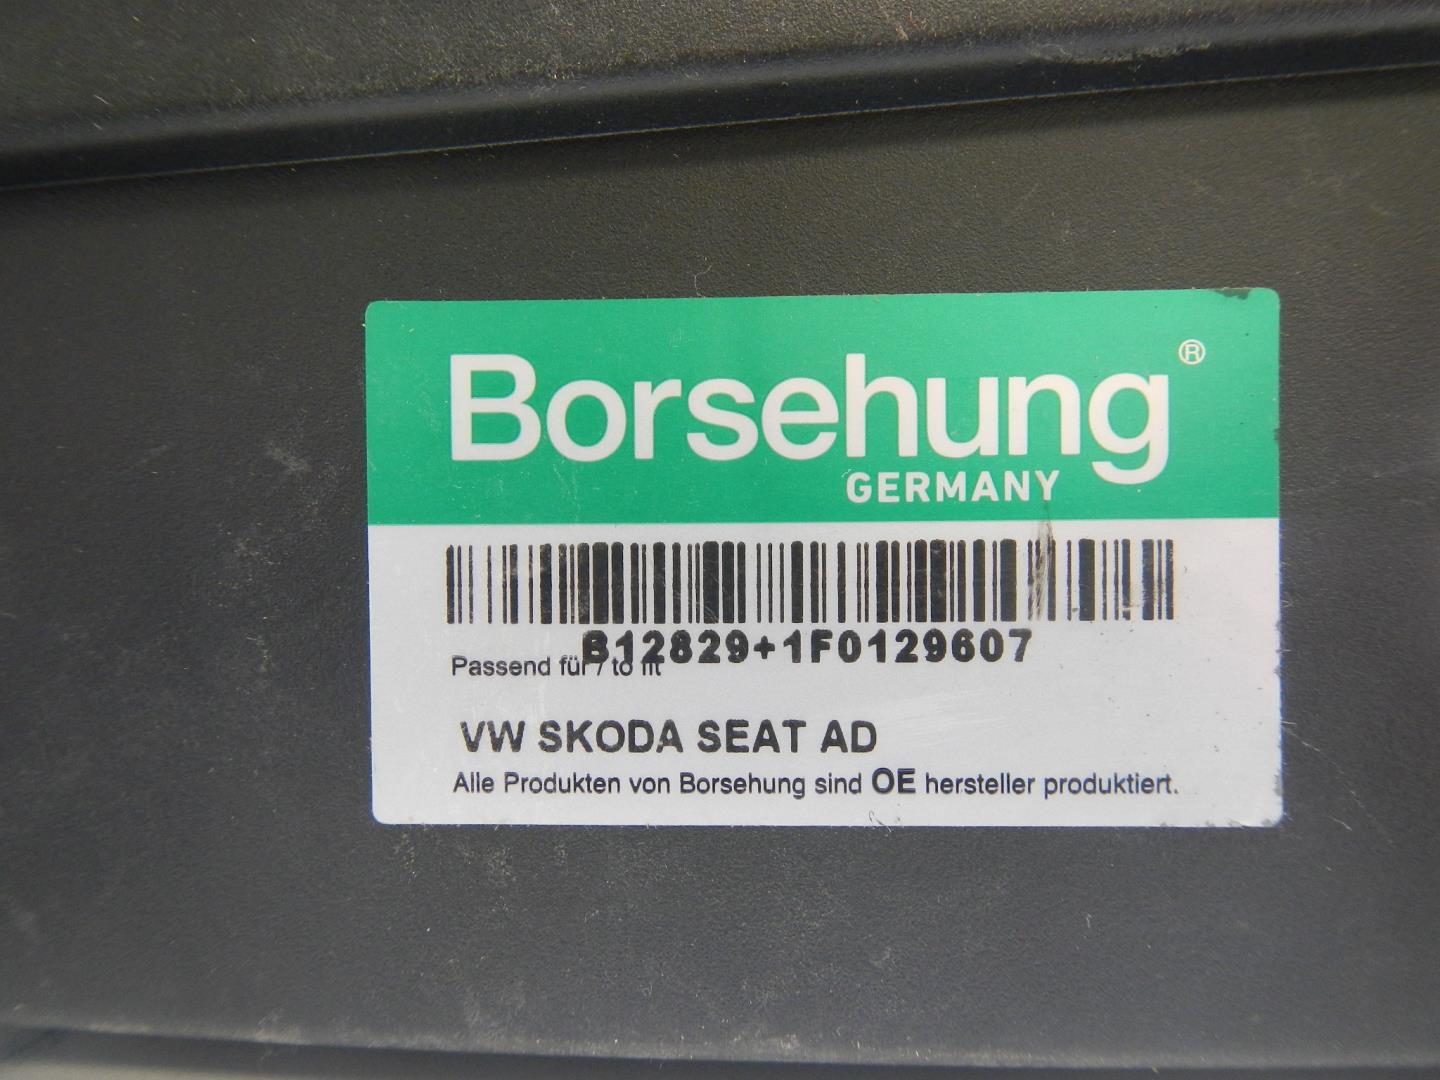 Borsehung®
GERMANY
B12829+1F0129607
Passend für / to fit
VW SKODA SEAT AD
Alle Produkten von Borsehung sind OE hersteller produktiert.